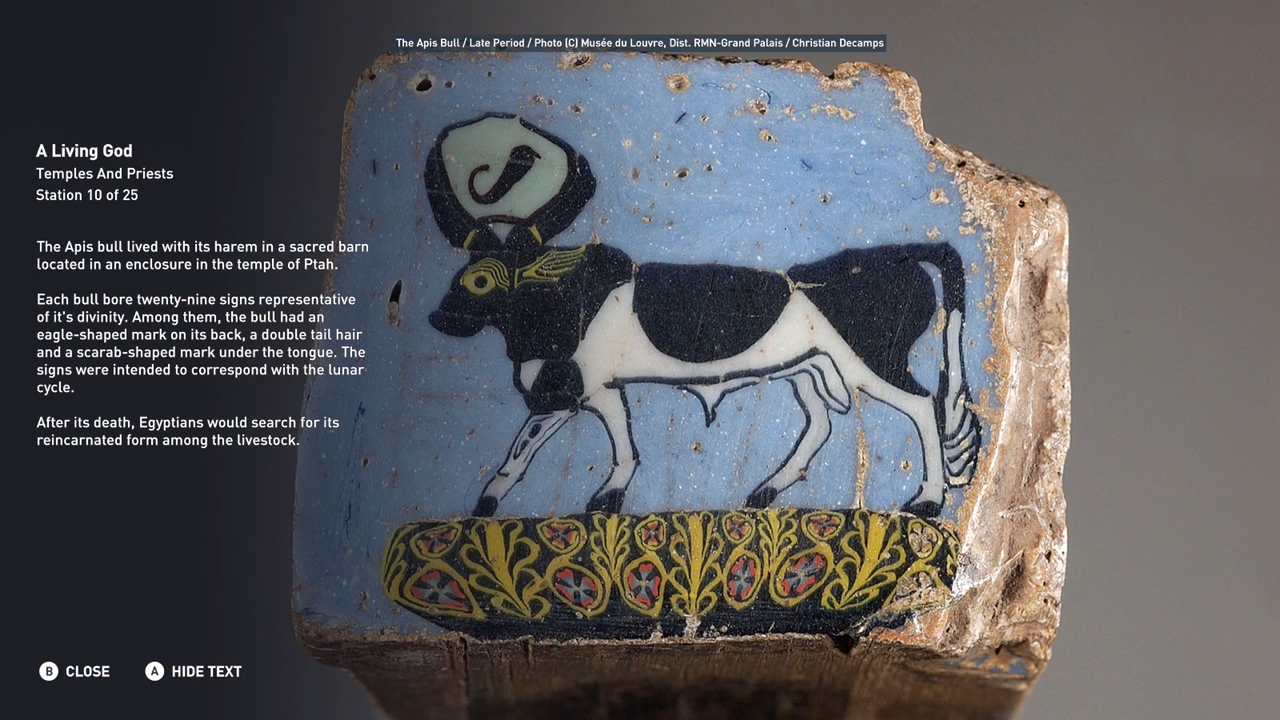 The Apis Bull / Late Period / Photo (C) Musée du Louvre, Dist. RMN-Grand Palais / Christian Decamps
A Living God
Temples And Priests
Station 10 of 25
The Apis bull lived with its harem in a sacred barn
located in an enclosure in the temple of Ptah.
Each bull bore twenty-nine signs representative
of it's divinity. Among them, the bull had an
eagle-shaped mark on its back, a double tail hair
and a scarab-shaped mark under the tongue. The
signs were intended to correspond with the lunar
cycle.
After its death, Egyptians would search for its
reincarnated form among the livestock.
B CLOSE A HIDE TEXT